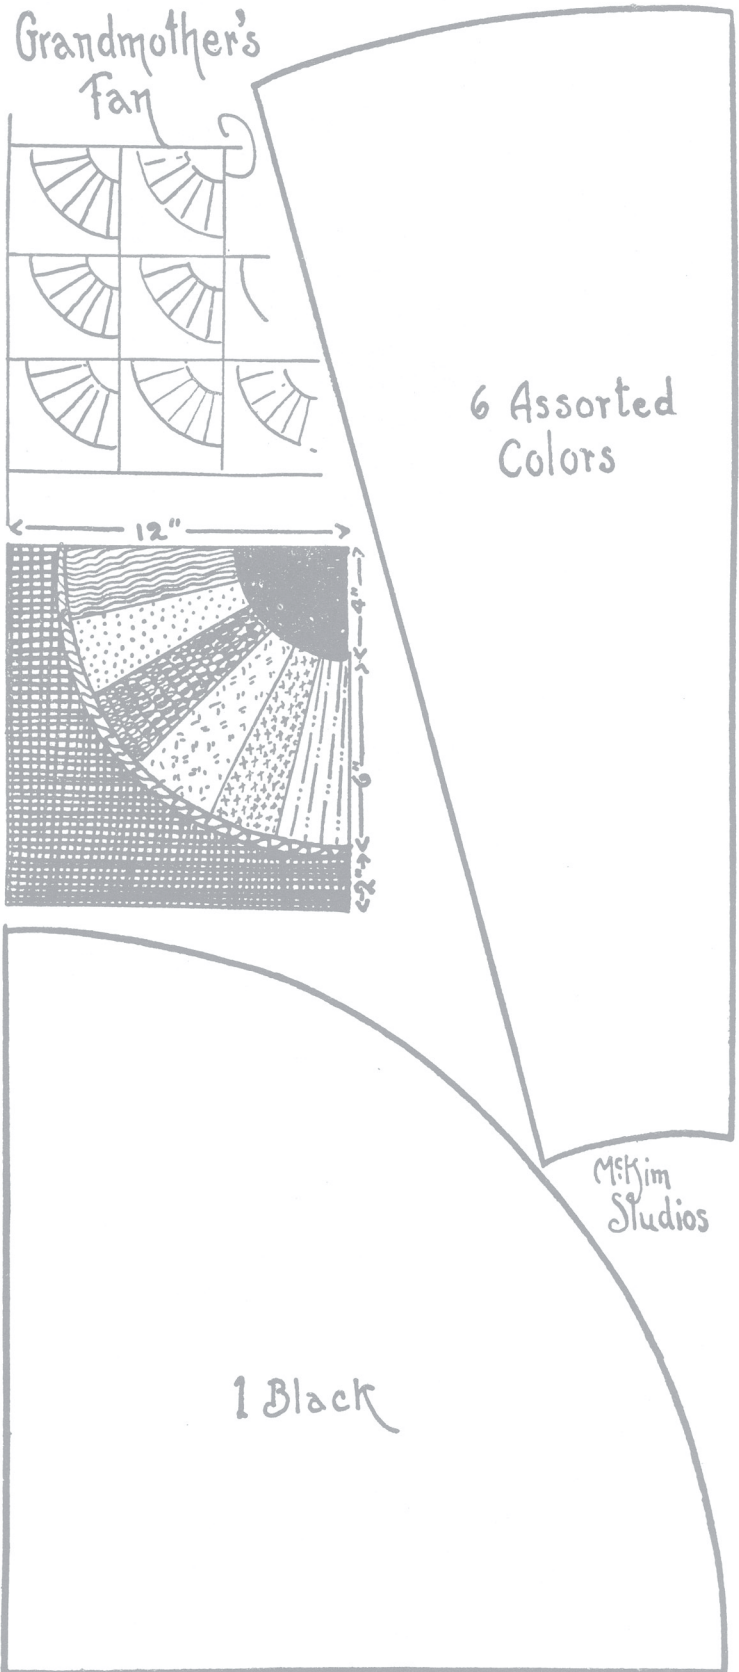 Grandmother's
Fan
6 Assorted
Colors
12"
4"
6"
2"
McKim
Studios
1 Black